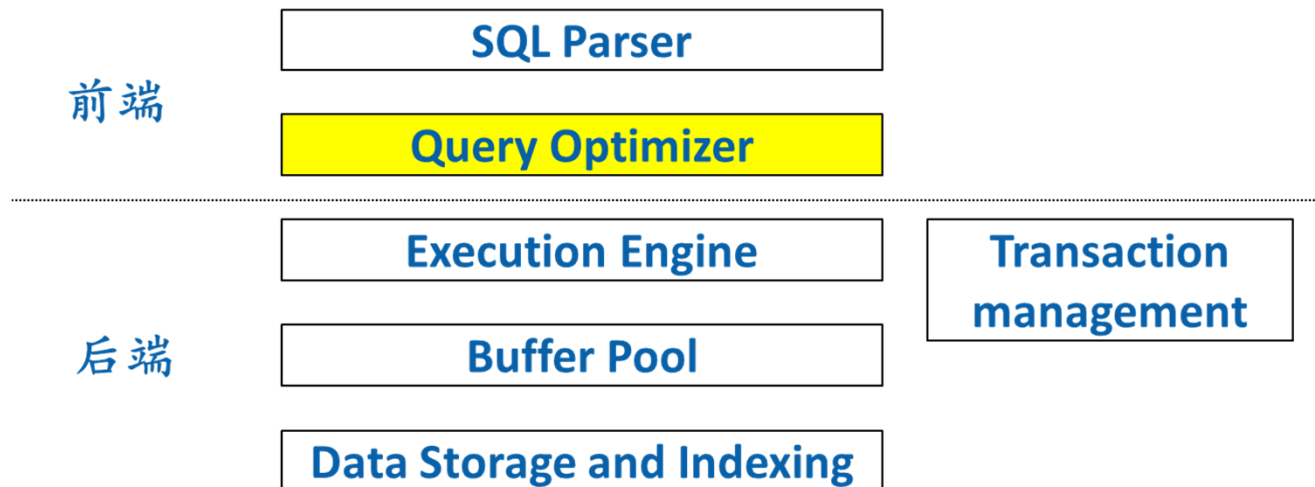 SQL Parser
前端
Query Optimizer
Execution Engine
Transaction
management
后端
Buffer Pool
Data Storage and Indexing